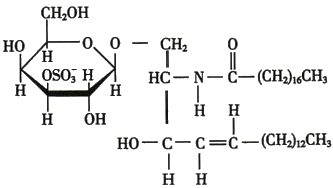 CH₂OH
HO O O — CH₂ O
H
OSO₃⁻ H H HC — N — C — (CH₂)₁₆CH₃
H H H H
OH H
HO — C — C = C — (CH₂)₁₂CH₃
H H